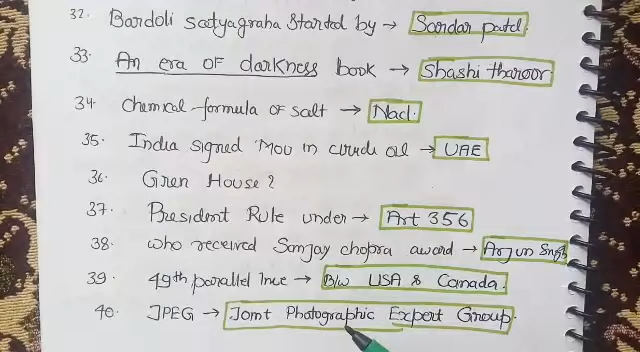 32. Bardoli satyagraha started by → Sardar patel.
33. An era of darkness book → Shashi tharoor
34. Chemical formula of salt → Nacl.
35. India signed 'Mou in crude oil → UAE
36. Gren House?
37. President Rule under → Art 356
38. who received Sanjay chopra award → Arjun Singh
39. 49th parallel line → B/w USA & Canada.
40. JPEG → Joint Photographic Expert Group.